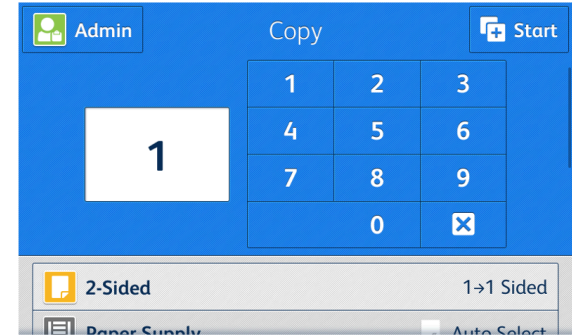 Admin
Copy
Start
1
1 2 3
4 5 6
7 8 9
0
2-Sided
1→1 Sided
Paper Supply
Auto Select